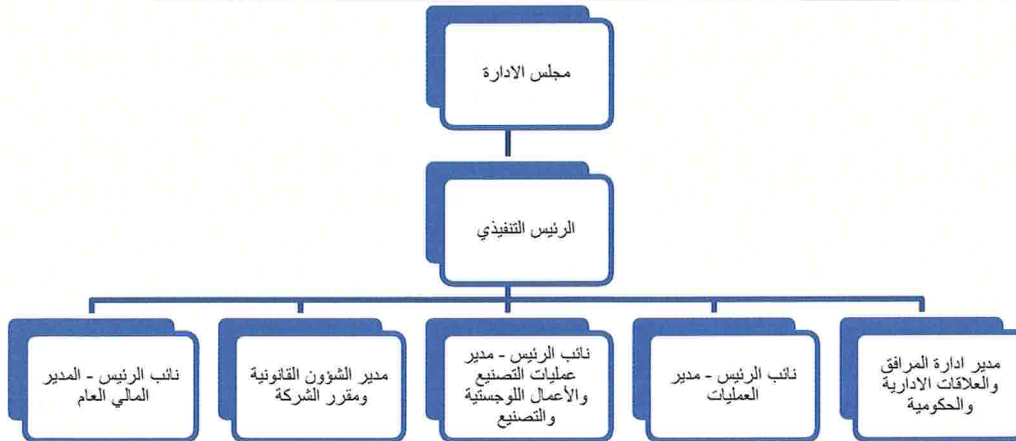 مجلس الادارة
الرئيس التنفيذي
مدير ادارة المرافق
والعلاقات الادارية
والحكومية
نائب الرئيس - مدير
العمليات
نائب الرئيس - مدير
عمليات التصنيع
والأعمال اللوجستية
والتصنيع
مدير الشؤون القانونية
ومقرر الشركة
نائب الرئيس - المدير
المالي العام